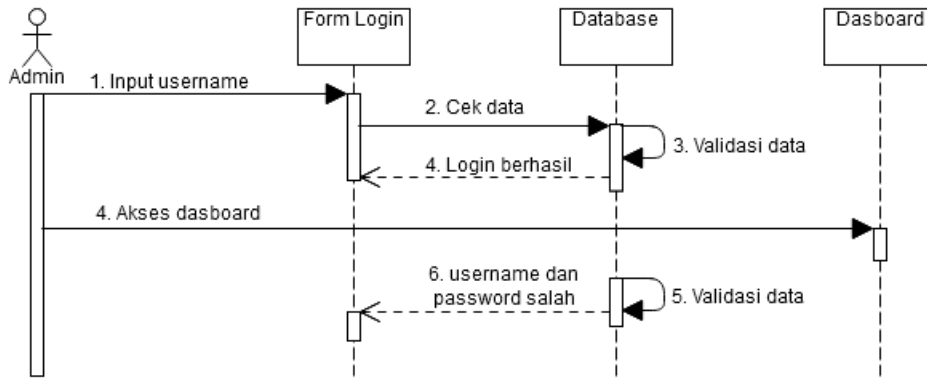 Form Login
Database
Dasboard
Admin
1. Input username
2. Cek data
3. Validasi data
4. Login berhasil
4. Akses dasboard
6. username dan
password salah
5. Validasi data